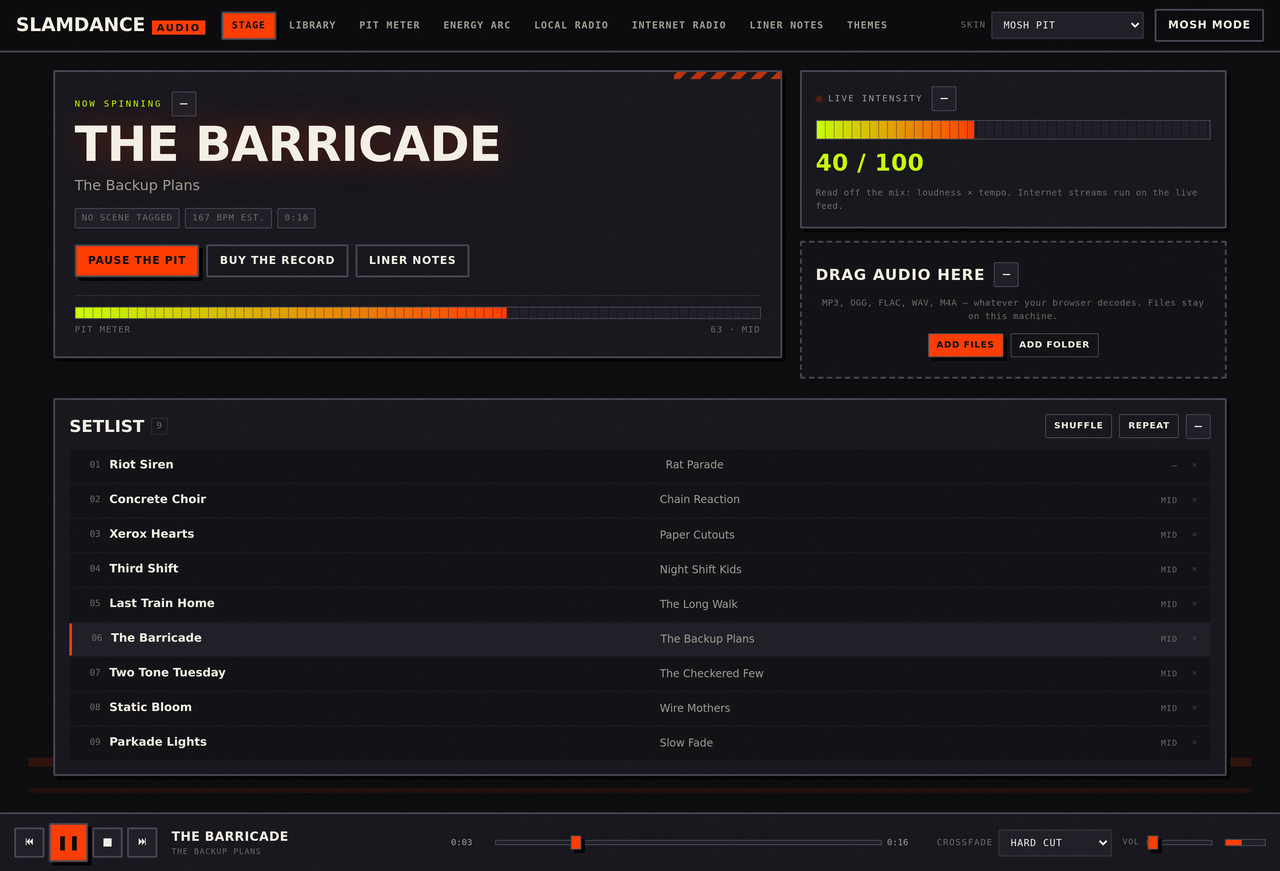 SLAMDANCE AUDIO STAGE LIBRARY PIT METER ENERGY ARC LOCAL RADIO INTERNET RADIO LINER NOTES THEMES SKIN MOSH PIT MOSH MODE
NOW SPINNING –
THE BARRICADE
The Backup Plans
NO SCENE TAGGED 167 BPM EST. 0:16
PAUSE THE PIT BUY THE RECORD LINER NOTES
PIT METER 63 · MID
LIVE INTENSITY –
40 / 100
Read off the mix: loudness × tempo. Internet streams run on the live
feed.
DRAG AUDIO HERE –
MP3, OGG, FLAC, WAV, M4A — whatever your browser decodes. Files stay
on this machine.
ADD FILES ADD FOLDER
SETLIST 9 SHUFFLE REPEAT –
01 Riot Siren Rat Parade — ×
02 Concrete Choir Chain Reaction MID ×
03 Xerox Hearts Paper Cutouts MID ×
04 Third Shift Night Shift Kids MID ×
05 Last Train Home The Long Walk MID ×
06 The Barricade The Backup Plans MID ×
07 Two Tone Tuesday The Checkered Few MID ×
08 Static Bloom Wire Mothers MID ×
09 Parkade Lights Slow Fade MID ×
THE BARRICADE
THE BACKUP PLANS
0:03 0:16 CROSSFADE HARD CUT VOL